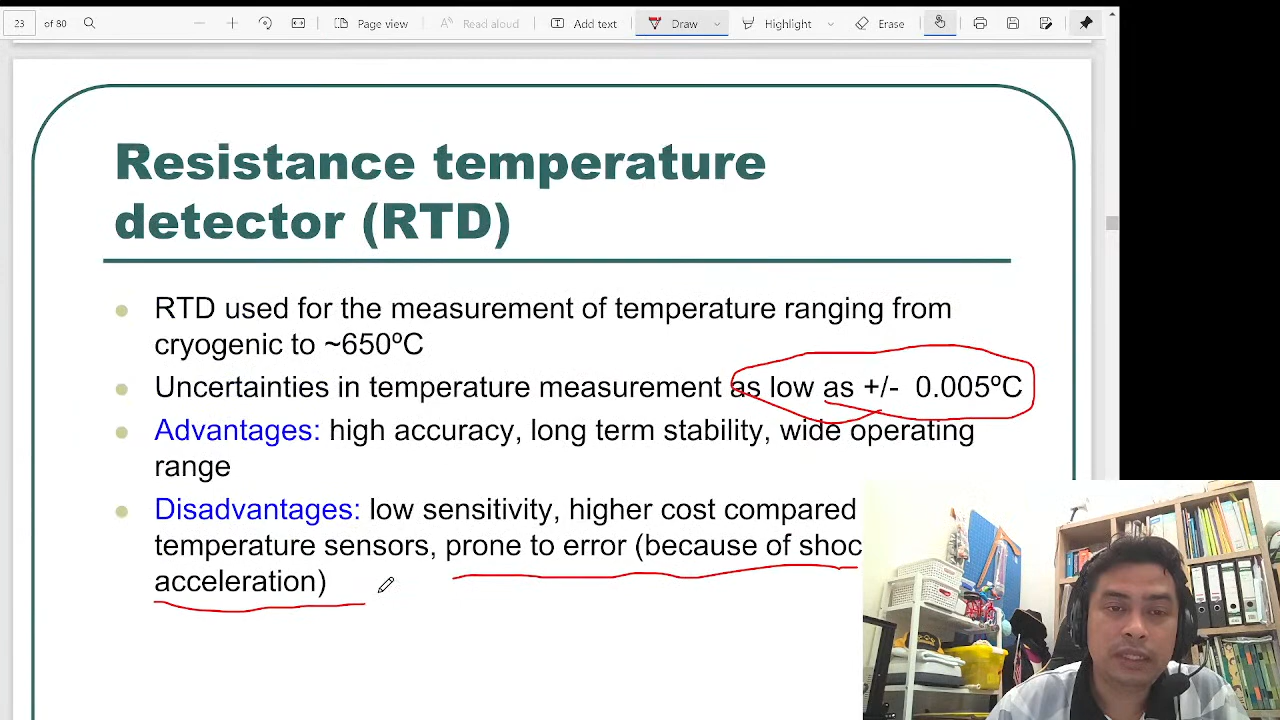 23 of 80 Page view Read aloud Add text Draw Highlight Erase
Resistance temperature
detector (RTD)
RTD used for the measurement of temperature ranging from
cryogenic to ~650ºC
Uncertainties in temperature measurement as low as +/- 0.005ºC
Advantages: high accuracy, long term stability, wide operating
range
Disadvantages: low sensitivity, higher cost compared
temperature sensors, prone to error (because of shoc
acceleration)